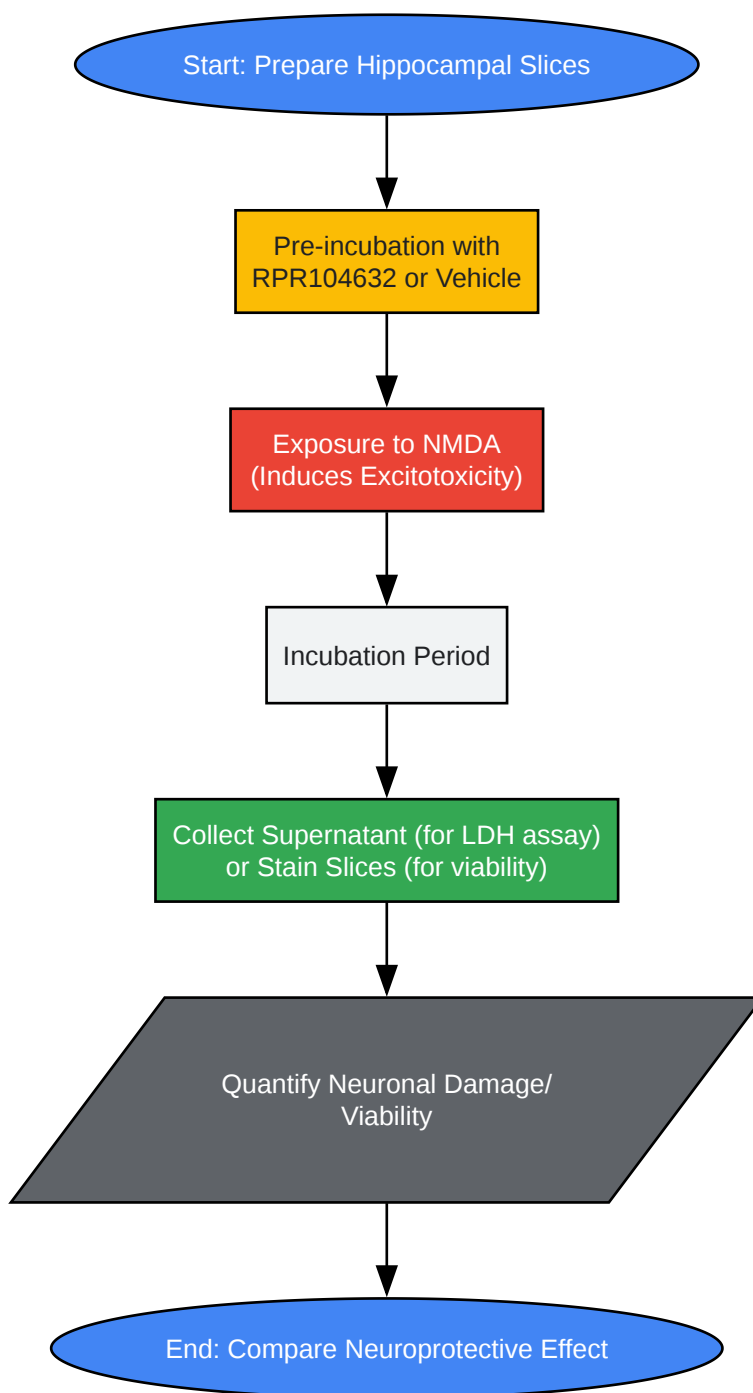 Start: Prepare Hippocampal Slices
Pre-incubation with
RPR104632 or Vehicle
Exposure to NMDA
(Induces Excitotoxicity)
Incubation Period
Collect Supernatant (for LDH assay)
or Stain Slices (for viability)
Quantify Neuronal Damage/
Viability
End: Compare Neuroprotective Effect